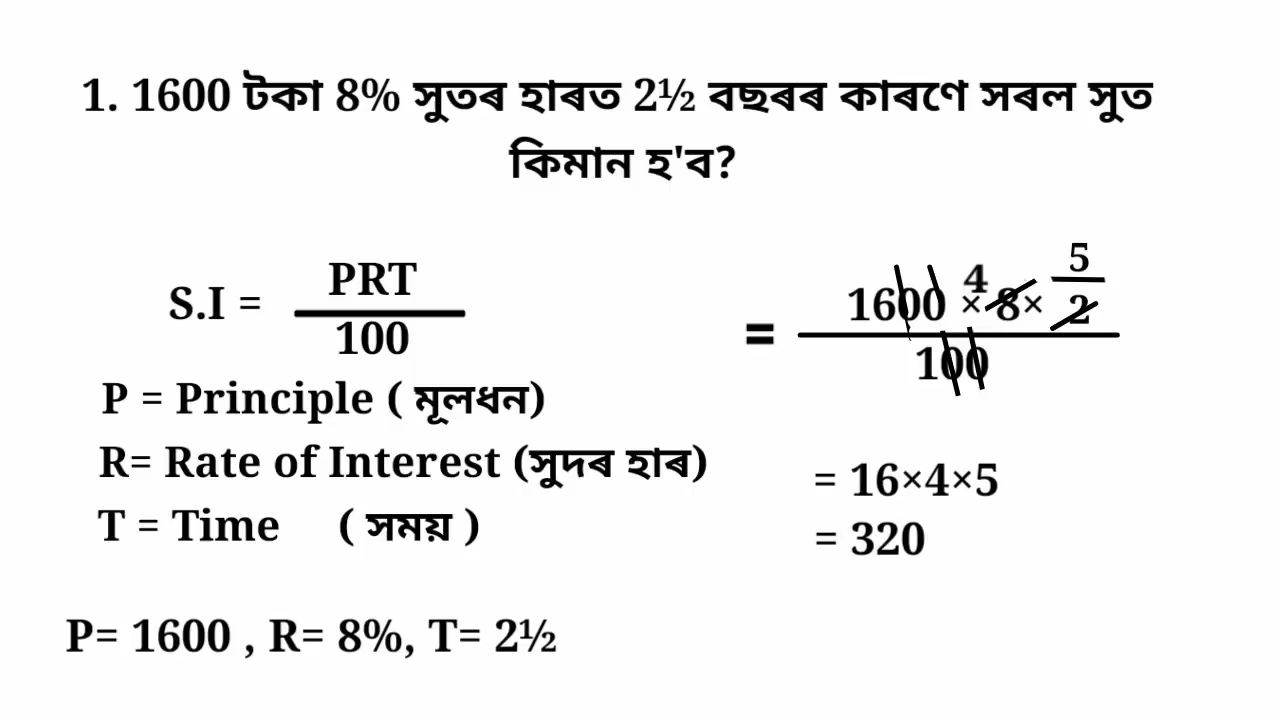 1. 1600 টকা 8% সুতৰ হাৰত 2½ বছৰৰ কাৰণে সৰল সুত
কিমান হ'ব?
S.I = PRT
100
P = Principle ( মূলধন)
R= Rate of Interest (সুদৰ হাৰ)
T = Time ( সময় )
P= 1600 , R= 8%, T= 2½
5
4
= 1600 × 8× 2
100
= 16×4×5
= 320